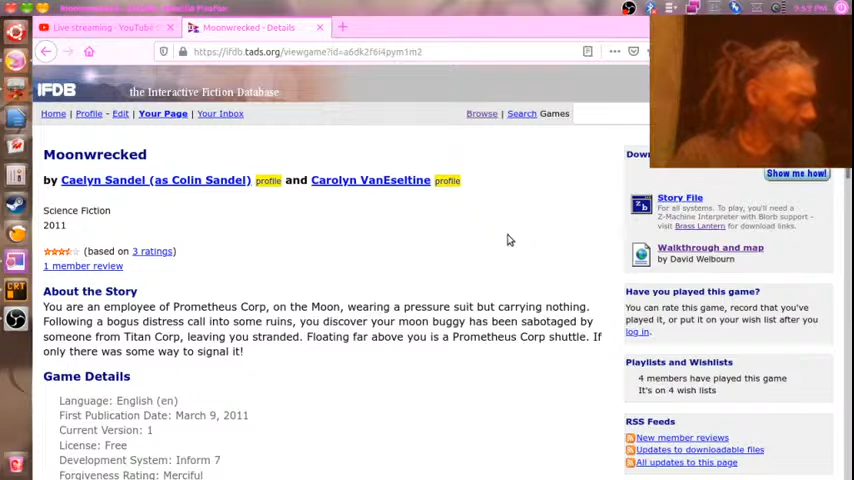 Live streaming - YouTube
Moonwrecked - Details
3:57 PM
https://ifdb.tads.org/viewgame?id=a6dk2f6i4pym1m2
IFDB the Interactive Fiction Database
Home | Profile - Edit | Your Page | Your Inbox
Browse | Search Games
Moonwrecked
by Caelyn Sandel (as Colin Sandel) profile and Carolyn VanEseltine profile
Science Fiction
2011
(based on 3 ratings)
1 member review
About the Story
You are an employee of Prometheus Corp, on the Moon, wearing a pressure suit but carrying nothing.
Following a bogus distress call into some ruins, you discover your moon buggy has been sabotaged by
someone from Titan Corp, leaving you stranded. Floating far above you is a Prometheus Corp shuttle. If
only there was some way to signal it!
Game Details
Language: English (en)
First Publication Date: March 9, 2011
Current Version: 1
License: Free
Development System: Inform 7
Forgiveness Rating: Merciful
Show me how!
Story File
For all systems. To play, you'll need a
Z-Machine Interpreter with Blorb support -
visit Brass Lantern for download links.
Walkthrough and map
by David Welbourn
Have you played this game?
You can rate this game, record that you've
played it, or put it on your wish list after you
log in.
Playlists and Wishlists
4 members have played this game
It's on 4 wish lists
RSS Feeds
New member reviews
Updates to downloadable files
All updates to this page
CRT